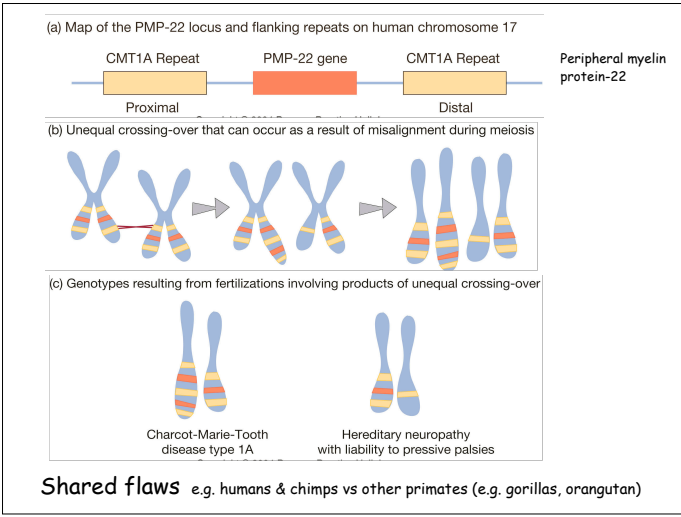 (a) Map of the PMP-22 locus and flanking repeats on human chromosome 17
CMT1A Repeat PMP-22 gene CMT1A Repeat
Peripheral myelin
protein-22
Proximal Distal
(b) Unequal crossing-over that can occur as a result of misalignment during meiosis
(c) Genotypes resulting from fertilizations involving products of unequal crossing-over
Charcot-Marie-Tooth
disease type 1A
Hereditary neuropathy
with liability to pressive palsies
Shared flaws e.g. humans & chimps vs other primates (e.g. gorillas, orangutan)